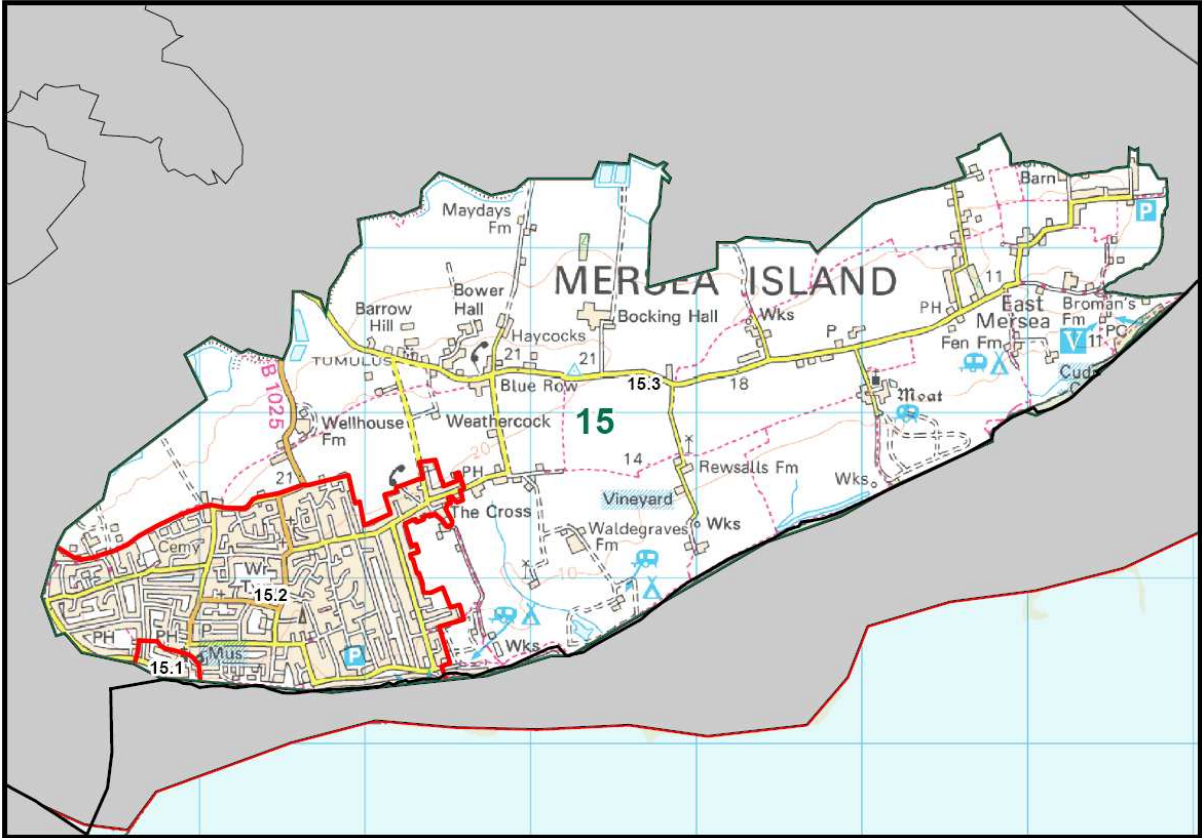 Barn
P
Maydays
Fm
MERSEA ISLAND
11
Bower
Hall
Barrow
Hill
Bocking Hall
Wks
P
PH
East
Mersea
Broman's
Fm
Haycocks
Fen Fm
V
11
PC
TUMULUS
21
21
Blue Row
15.3
18
B 1025
Moat
Wellhouse
Fm
Weathercock
15
20
14
21
PH
Rewsalls Fm
Wks
Vineyard
The Cross
Waldegraves
Fm
Wks
Cemy
10
Wr
15.2
PH
PH
P
Mus
P
Wks
15.1